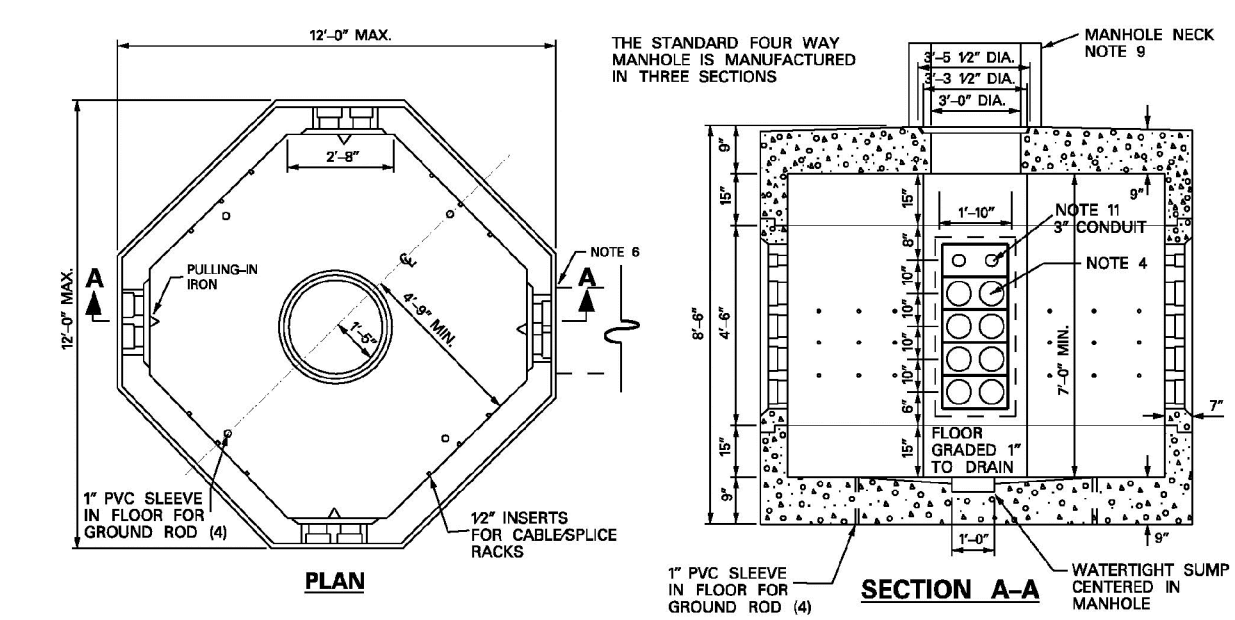 12'-0" MAX.
12'-0" MAX.
2'-8"
A
A
PULLING-IN
IRON
NOTE 6
4'-9" MIN.
1'-5"
1" PVC SLEEVE
IN FLOOR FOR
GROUND ROD (4)
1/2" INSERTS
FOR CABLE/SPLICE
RACKS
PLAN
THE STANDARD FOUR WAY
MANHOLE IS MANUFACTURED
IN THREE SECTIONS
MANHOLE NECK
NOTE 9
3'-5 1/2" DIA.
3'-3 1/2" DIA.
3'-0" DIA.
8'-6"
9"
15"
4'-6"
15"
9"
15"
8"
10"
10"
10"
10"
6"
15"
1'-10"
NOTE 11
3" CONDUIT
NOTE 4
7'-0" MIN.
9"
7"
9"
FLOOR
GRADED 1"
TO DRAIN
1'-0"
1" PVC SLEEVE
IN FLOOR FOR
GROUND ROD (4)
SECTION A-A
WATERTIGHT SUMP
CENTERED IN
MANHOLE